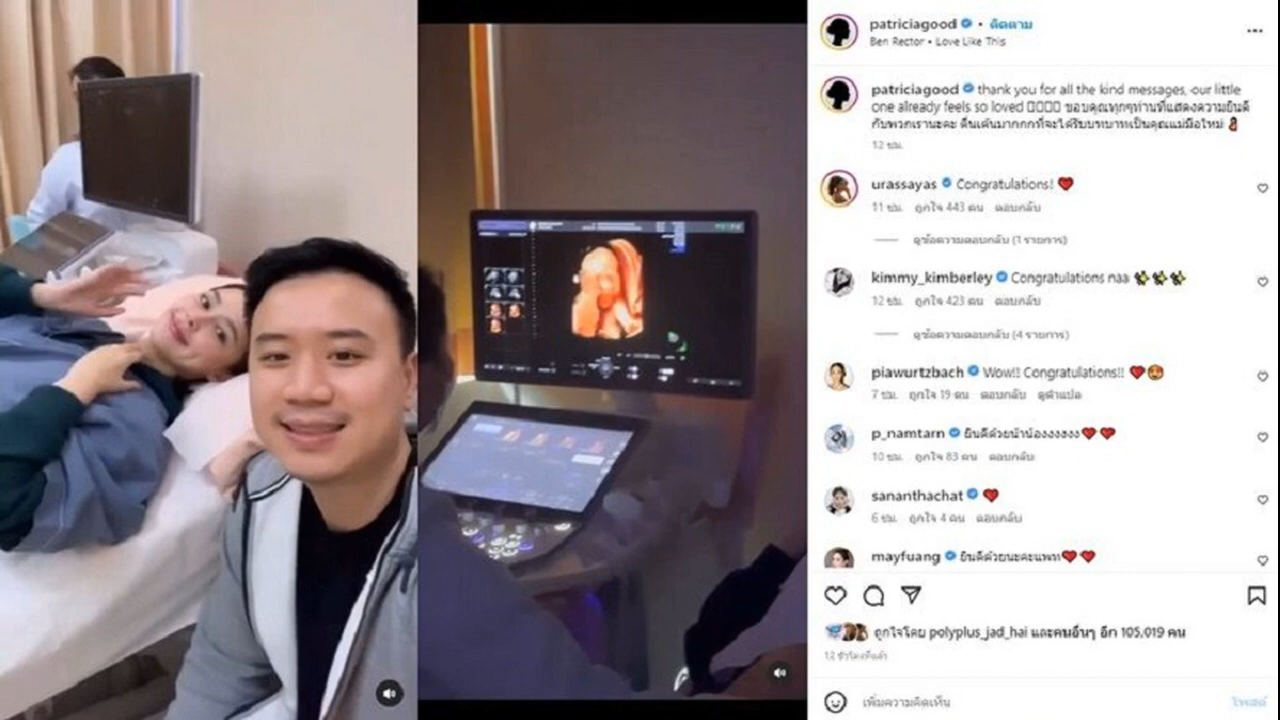 patriciagood • ติดตาม
Ben Rector • Love Like This
patriciagood thank you for all the kind messages, our little
one already feels so loved ขอบคุณทุกๆท่านที่แสดงความยินดี
กับพวกเรานะคะ ตื่นเต้นมากกกที่จะได้รับบทบาทเป็นคุณแม่มือใหม่
12 ชม.
urassayas Congratulations!
11 ชม. ถูกใจ 443 คน ตอบกลับ
ดูข้อความตอบกลับ (1 รายการ)
kimmy_kimberley Congratulations naa
12 ชม. ถูกใจ 423 คน ตอบกลับ
ดูข้อความตอบกลับ (4 รายการ)
piawurtzbach Wow!! Congratulations!!
7 ชม. ถูกใจ 19 คน ตอบกลับ ดูคำแปล
p_namtarn ยินดีด้วยน้าน้องงงงงง
10 ชม. ถูกใจ 83 คน ตอบกลับ
sananthachat
6 ชม. ถูกใจ 4 คน ตอบกลับ
mayfuang ยินดีด้วยนะคะแพท
ถูกใจโดย polyplus_jad_hai และคนอื่นๆ อีก 105,019 คน
12 ชั่วโมงที่แล้ว
เพิ่มความคิดเห็น
โพสต์